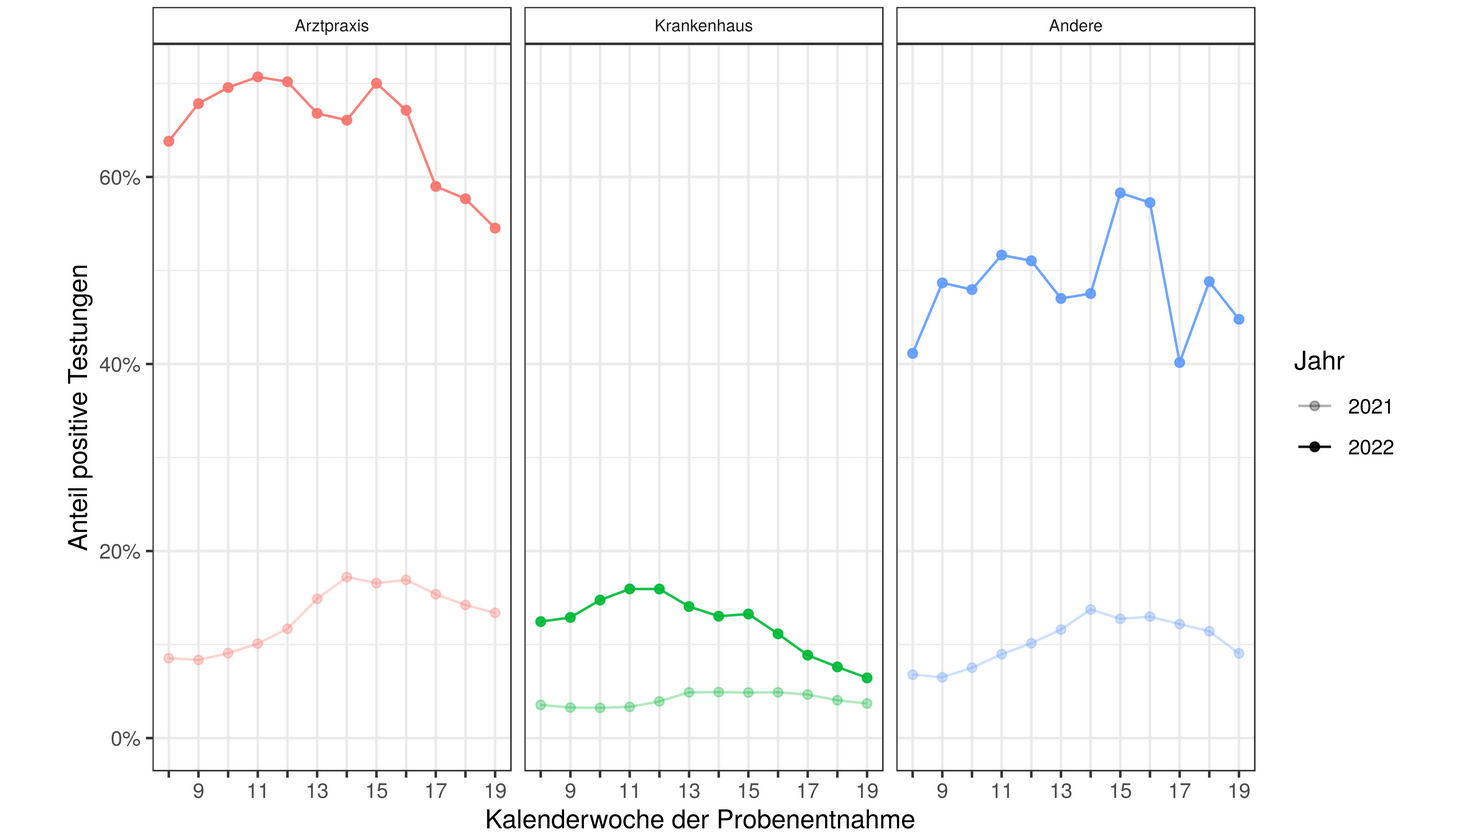 Arztpraxis
Krankenhaus
Andere
Anteil positive Testungen
60%
40%
20%
0%
9 11 13 15 17 19
9 11 13 15 17 19
9 11 13 15 17 19
Kalenderwoche der Probenentnahme
Jahr
2021
2022